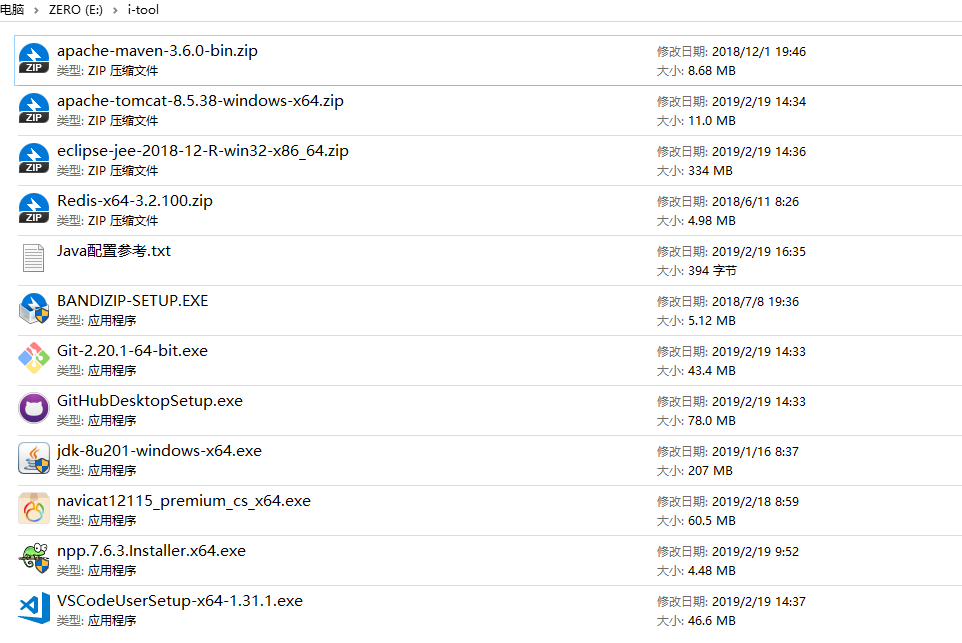 电脑 > ZERO (E:) > i-tool
apache-maven-3.6.0-bin.zip
修改日期: 2018/12/1 19:46
ZIP
类型: ZIP 压缩文件
大小: 8.68 MB
apache-tomcat-8.5.38-windows-x64.zip
修改日期: 2019/2/19 14:34
ZIP
类型: ZIP 压缩文件
大小: 11.0 MB
eclipse-jee-2018-12-R-win32-x86_64.zip
修改日期: 2019/2/19 14:36
ZIP
类型: ZIP 压缩文件
大小: 334 MB
Redis-x64-3.2.100.zip
修改日期: 2018/6/11 8:26
ZIP
类型: ZIP 压缩文件
大小: 4.98 MB
Java配置参考.txt
修改日期: 2019/2/19 16:35
大小: 394 字节
BANDIZIP-SETUP.EXE
修改日期: 2018/7/8 19:36
类型: 应用程序
大小: 5.12 MB
Git-2.20.1-64-bit.exe
修改日期: 2019/2/19 14:33
类型: 应用程序
大小: 43.4 MB
GitHubDesktopSetup.exe
修改日期: 2019/2/19 14:33
类型: 应用程序
大小: 78.0 MB
jdk-8u201-windows-x64.exe
修改日期: 2019/1/16 8:37
类型: 应用程序
大小: 207 MB
navicat12115_premium_cs_x64.exe
修改日期: 2019/2/18 8:59
类型: 应用程序
大小: 60.5 MB
npp.7.6.3.Installer.x64.exe
修改日期: 2019/2/19 9:52
类型: 应用程序
大小: 4.48 MB
VSCodeUserSetup-x64-1.31.1.exe
修改日期: 2019/2/19 14:37
类型: 应用程序
大小: 46.6 MB